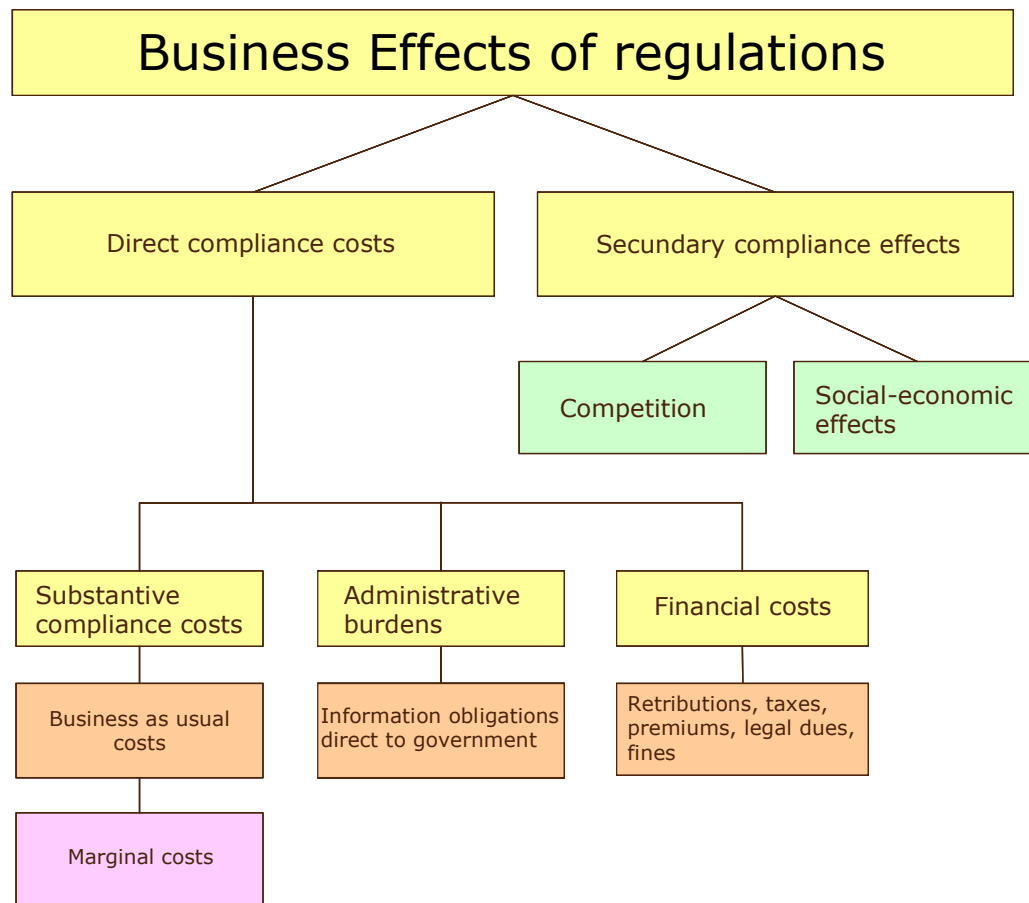 Business Effects of regulations
Direct compliance costs
Secundary compliance effects
Competition
Social-economic
effects
Substantive
compliance costs
Administrative
burdens
Financial costs
Business as usual
costs
Information obligations
direct to government
Retributions, taxes,
premiums, legal dues,
fines
Marginal costs